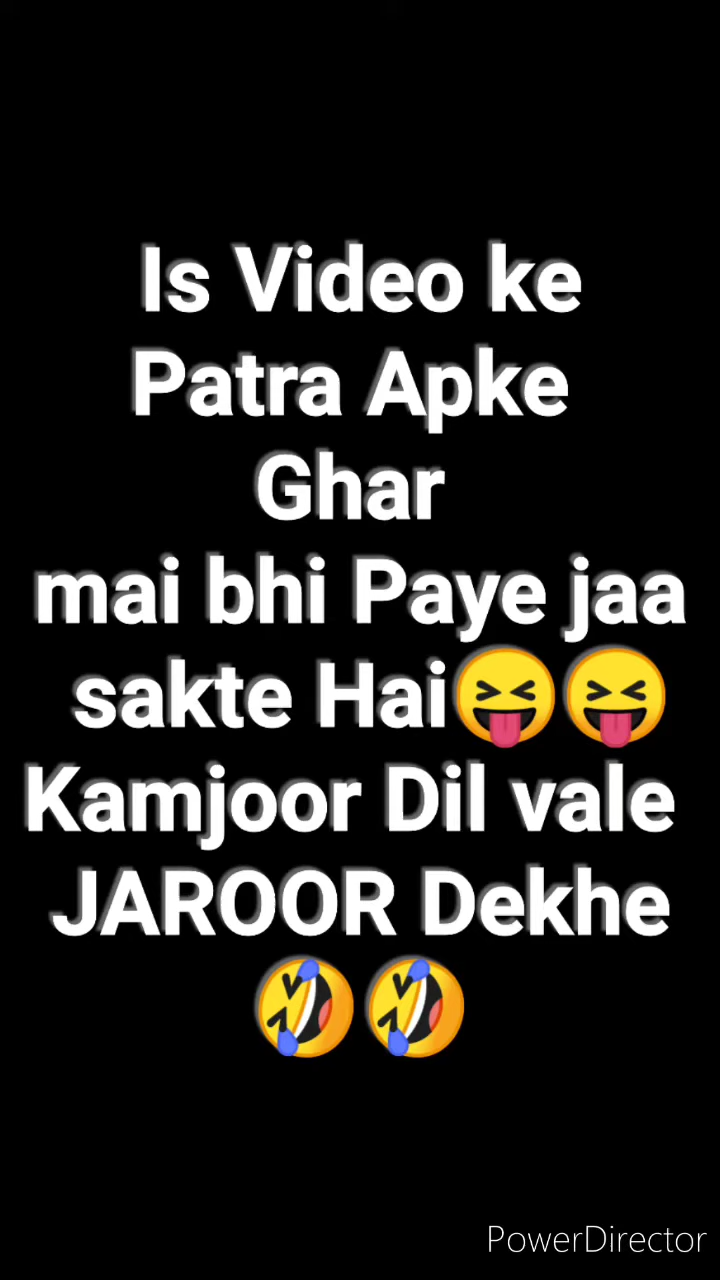 Is Video ke
Patra Apke
Ghar
mai bhi Paye jaa
sakte Hai😝😝
Kamjoor Dil vale
JAROOR Dekhe
🤣🤣
PowerDirector